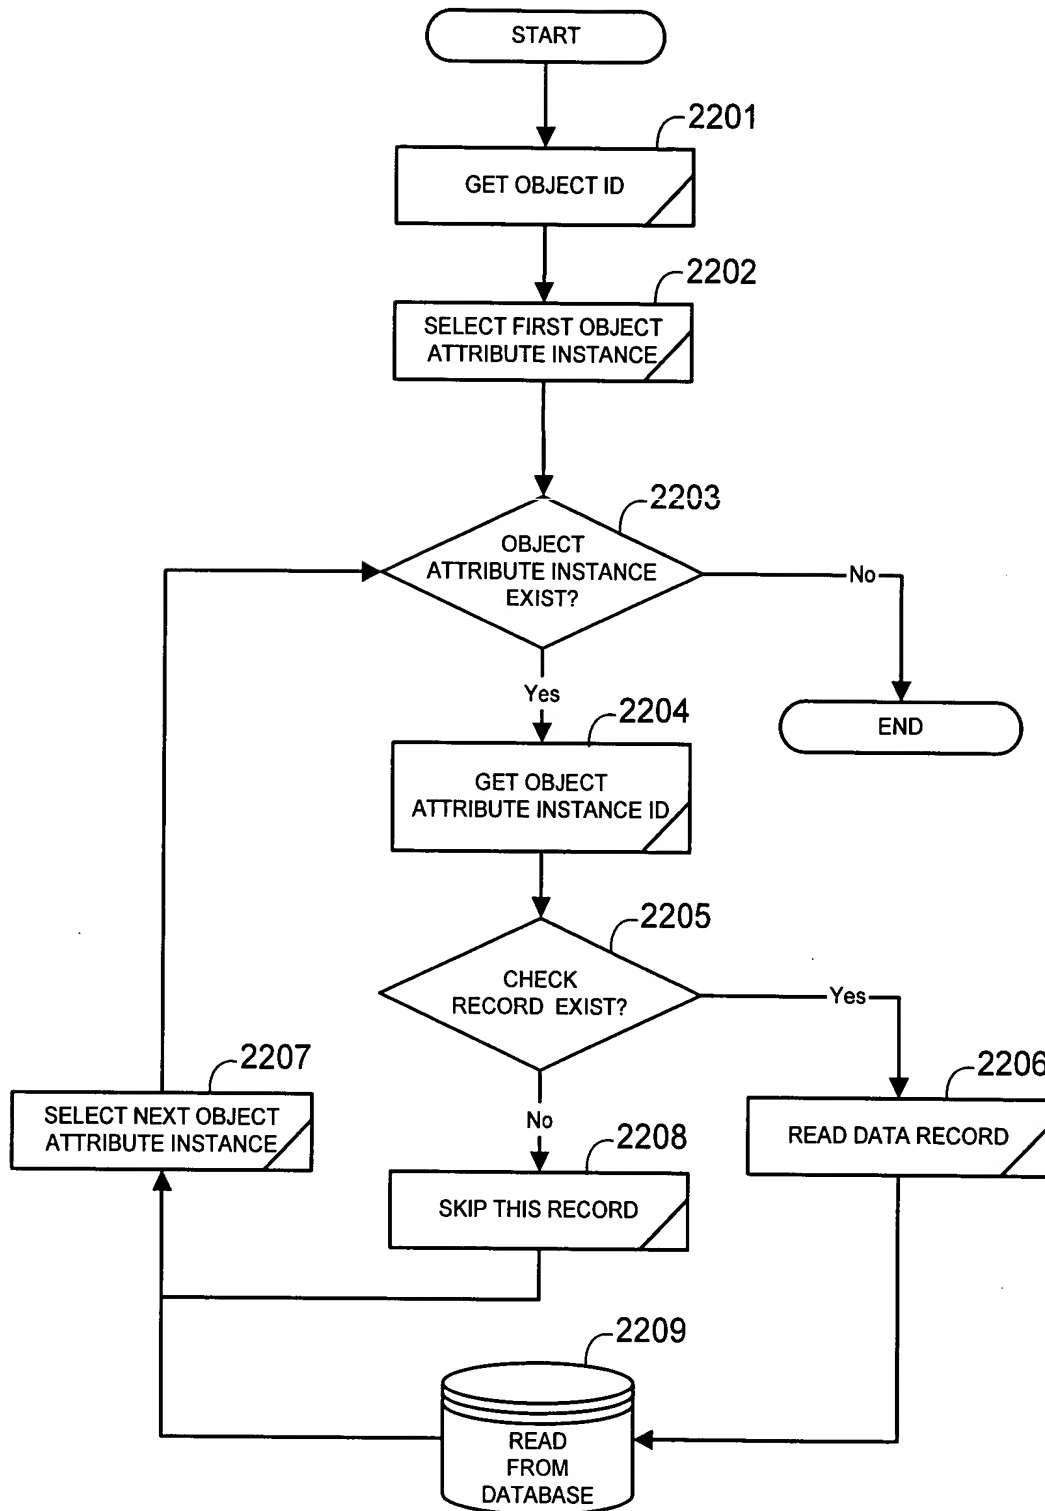 START
2201
GET OBJECT ID
2202
SELECT FIRST OBJECT
ATTRIBUTE INSTANCE
2203
OBJECT
ATTRIBUTE INSTANCE
EXIST?
No
Yes
END
2204
GET OBJECT
ATTRIBUTE INSTANCE ID
2205
CHECK
RECORD EXIST?
Yes
No
2207
SELECT NEXT OBJECT
ATTRIBUTE INSTANCE
2206
READ DATA RECORD
2208
SKIP THIS RECORD
2209
READ
FROM
DATABASE